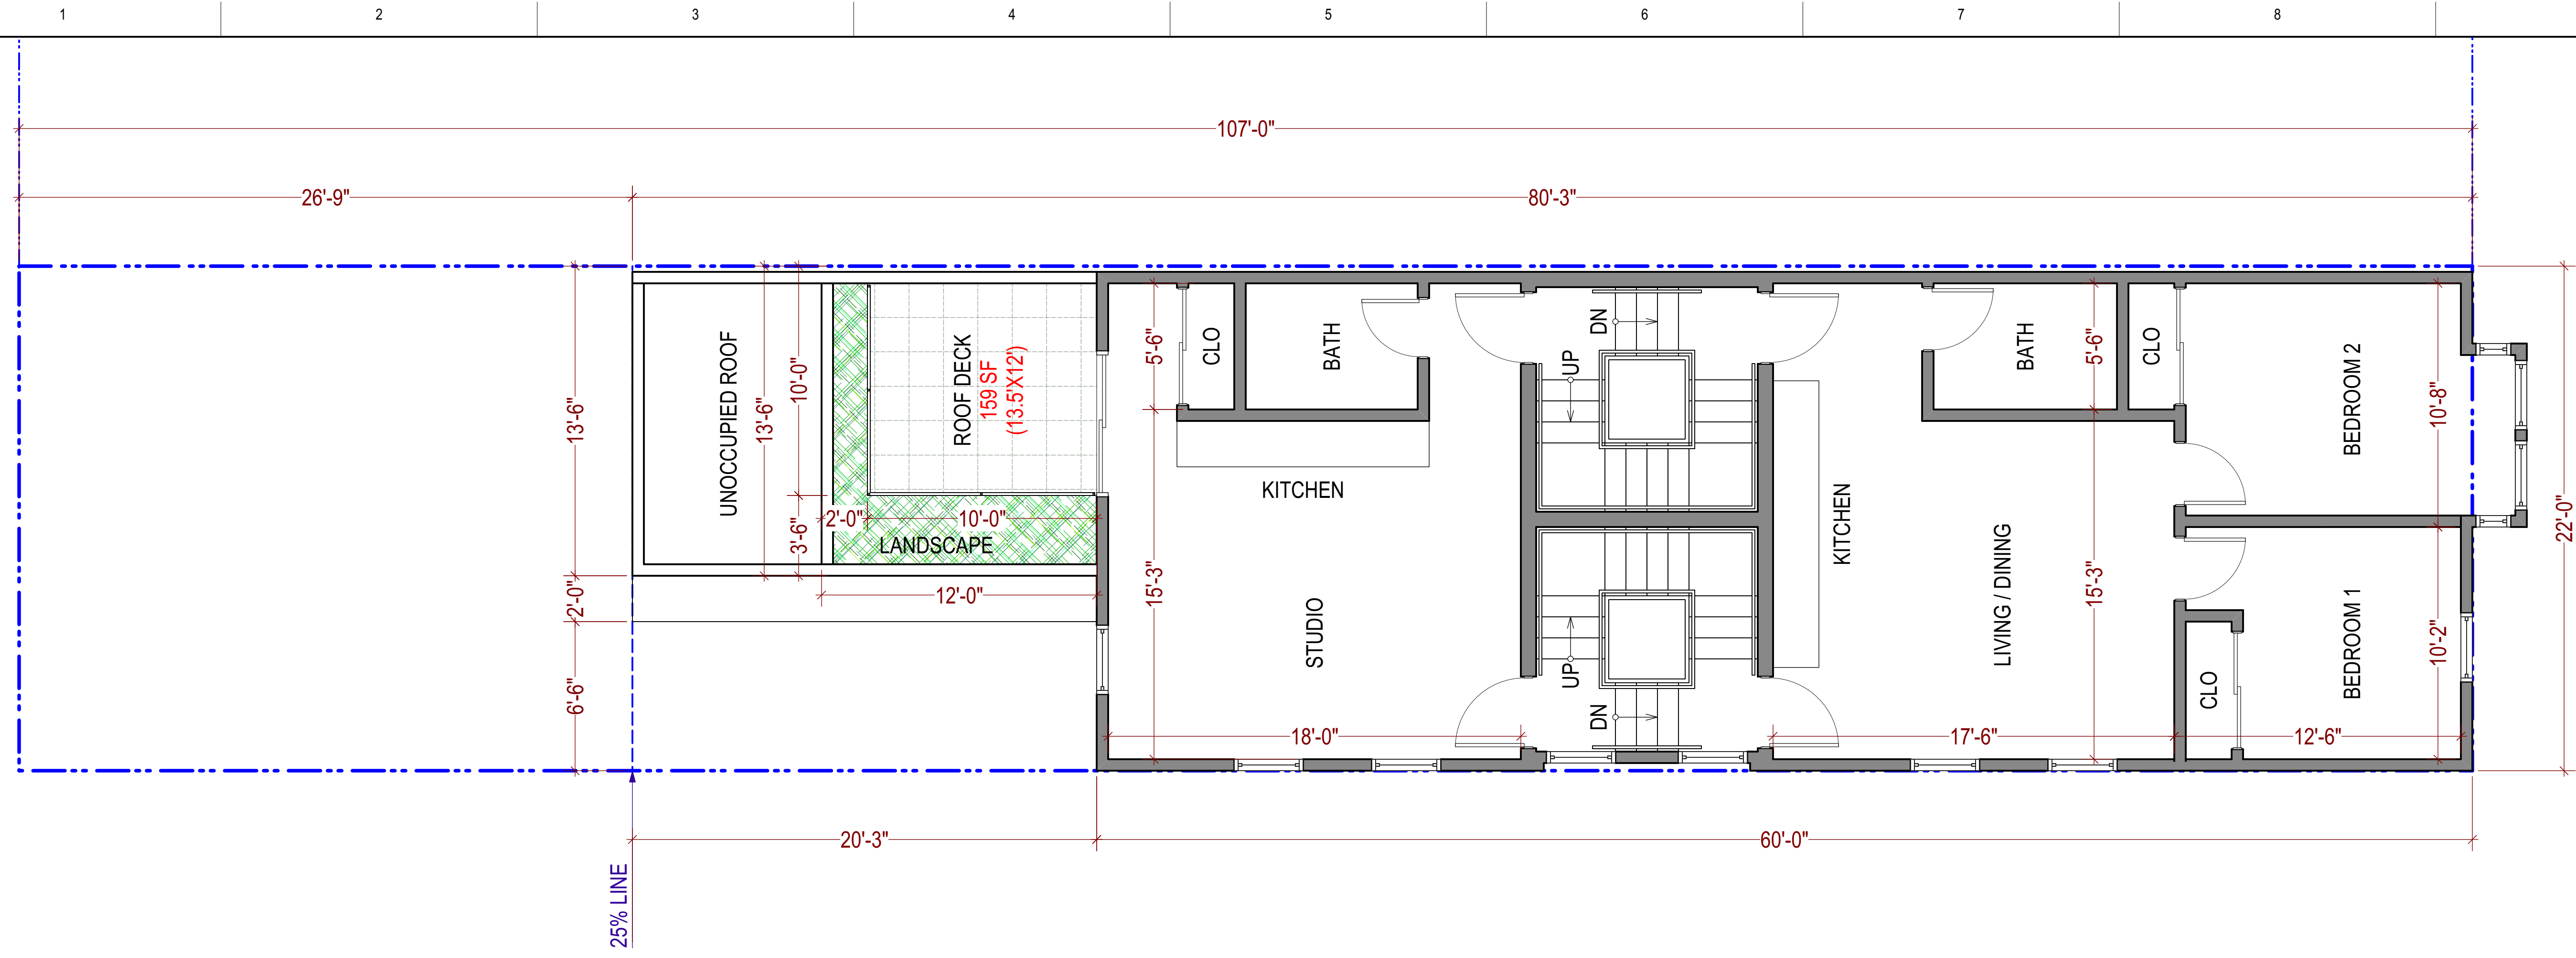 1
2
3
4
5
6
7
8
107'-0"
26'-9"
80'-3"
13'-6"
2'-0"
6'-6"
UNOCCUPIED ROOF
13'-6"
10'-0"
3'-6"
ROOF DECK
159 SF
(13.5'X12')
2'-0"
10'-0"
LANDSCAPE
12'-0"
5'-6"
CLO
BATH
KITCHEN
15'-3"
STUDIO
18'-0"
DN
UP
UP
DN
KITCHEN
LIVING / DINING
BATH
5'-6"
CLO
15'-3"
17'-6"
BEDROOM 2
10'-8"
BEDROOM 1
10'-2"
CLO
12'-6"
22'-0"
20'-3"
60'-0"
25% LINE